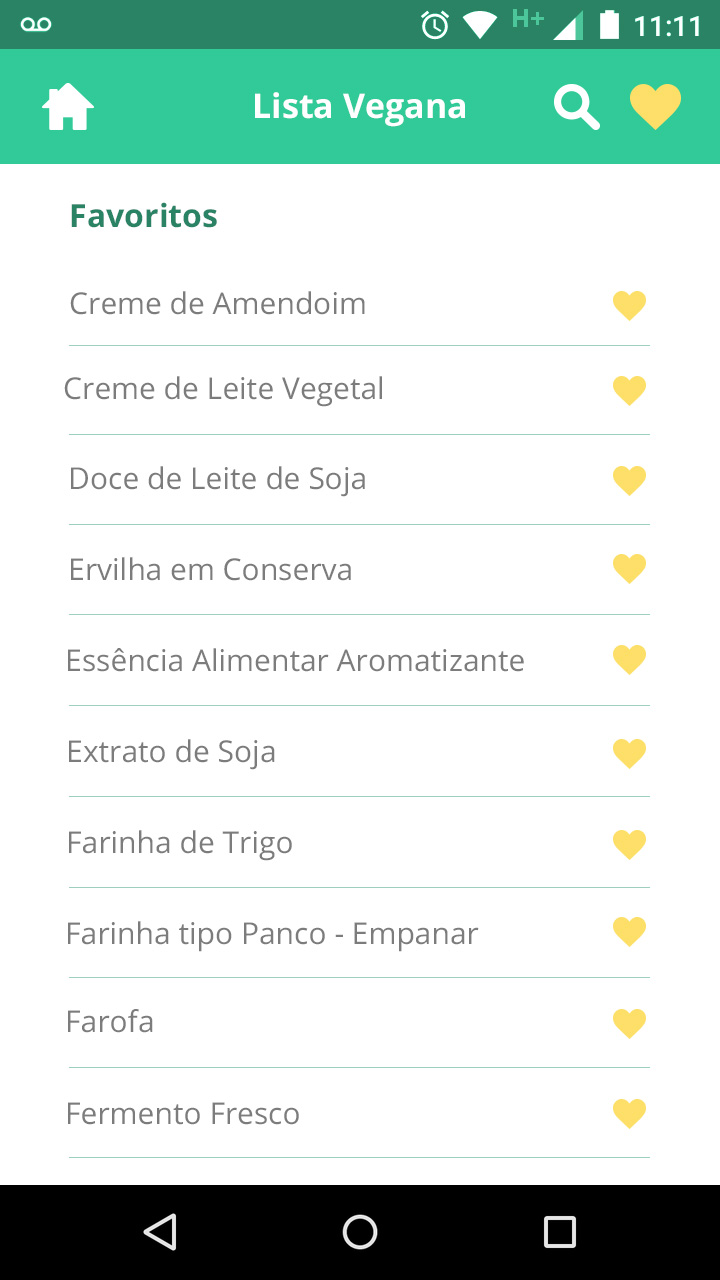 H+ 11:11
Lista Vegana
Favoritos
Creme de Amendoim
Creme de Leite Vegetal
Doce de Leite de Soja
Ervilha em Conserva
Essência Alimentar Aromatizante
Extrato de Soja
Farinha de Trigo
Farinha tipo Panco - Empanar
Farofa
Fermento Fresco